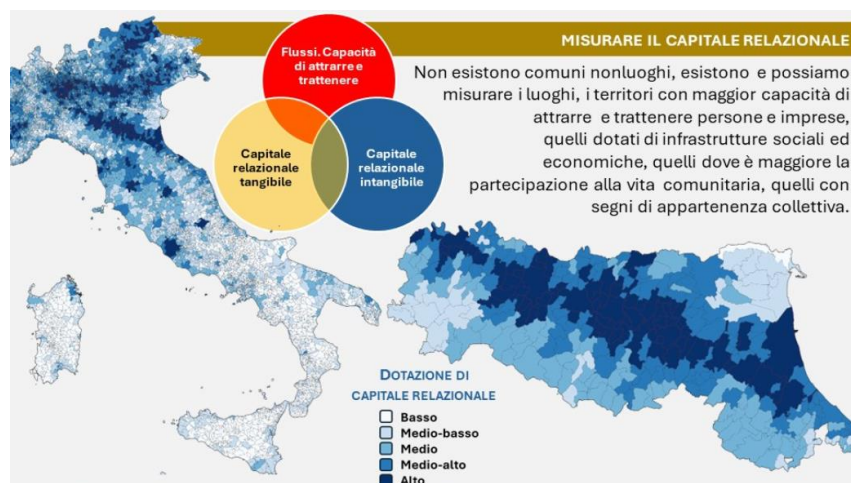 MISURARE IL CAPITALE RELAZIONALE
Flussi. Capacità
di attrarre e
trattenere
Capitale
relazionale
tangibile
Capitale
relazionale
intangibile
Non esistono comuni nonluoghi, esistono e possiamo
misurare i luoghi, i territori con maggior capacità di
attrarre e trattenere persone e imprese,
quelli dotati di infrastrutture sociali ed
economiche, quelli dove è maggiore la
partecipazione alla vita comunitaria, quelli con
segni di appartenenza collettiva.
DOTAZIONE DI
CAPITALE RELAZIONALE
Basso
Medio-basso
Medio
Medio-alto
Alto